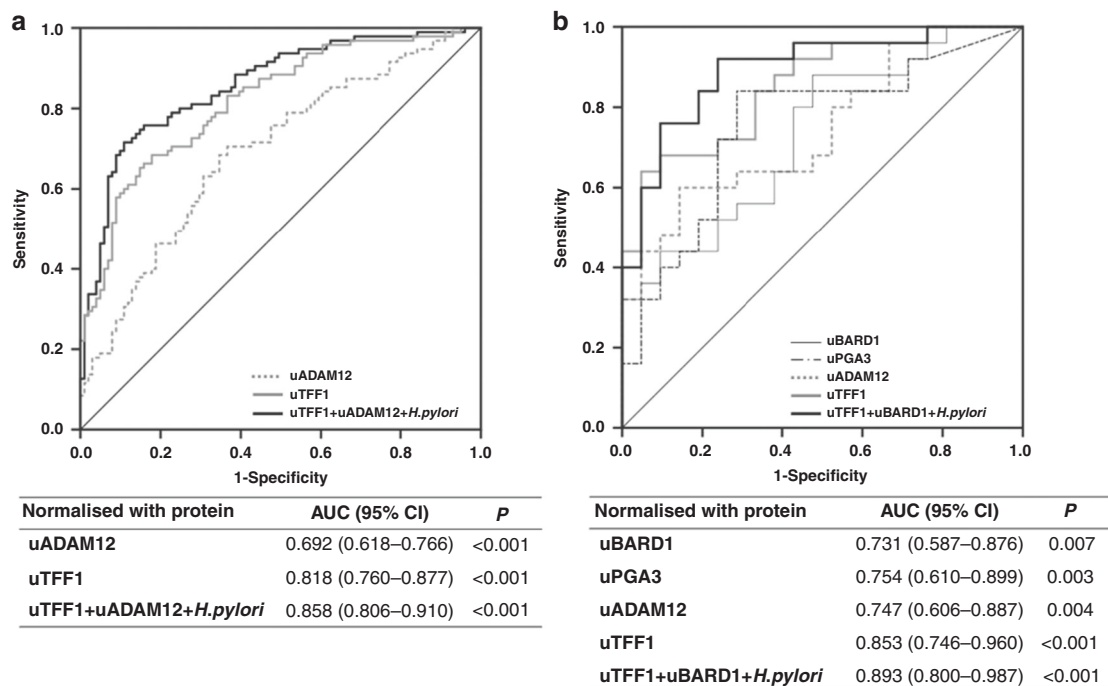 a
1.0
0.8
0.6
0.4
0.2
0.0
Sensitivity
uADAM12
uTFF1
uTFF1+uADAM12+H.pylori
0.0 0.2 0.4 0.6 0.8 1.0
1-Specificity
Normalised with protein AUC (95% CI) P
uADAM12 0.692 (0.618–0.766) <0.001
uTFF1 0.818 (0.760–0.877) <0.001
uTFF1+uADAM12+H.pylori 0.858 (0.806–0.910) <0.001
b
1.0
0.8
0.6
0.4
0.2
0.0
Sensitivity
uBARD1
uPGA3
uADAM12
uTFF1
uTFF1+uBARD1+H.pylori
0.0 0.2 0.4 0.6 0.8 1.0
1-Specificity
Normalised with protein AUC (95% CI) P
uBARD1 0.731 (0.587–0.876) 0.007
uPGA3 0.754 (0.610–0.899) 0.003
uADAM12 0.747 (0.606–0.887) 0.004
uTFF1 0.853 (0.746–0.960) <0.001
uTFF1+uBARD1+H.pylori 0.893 (0.800–0.987) <0.001